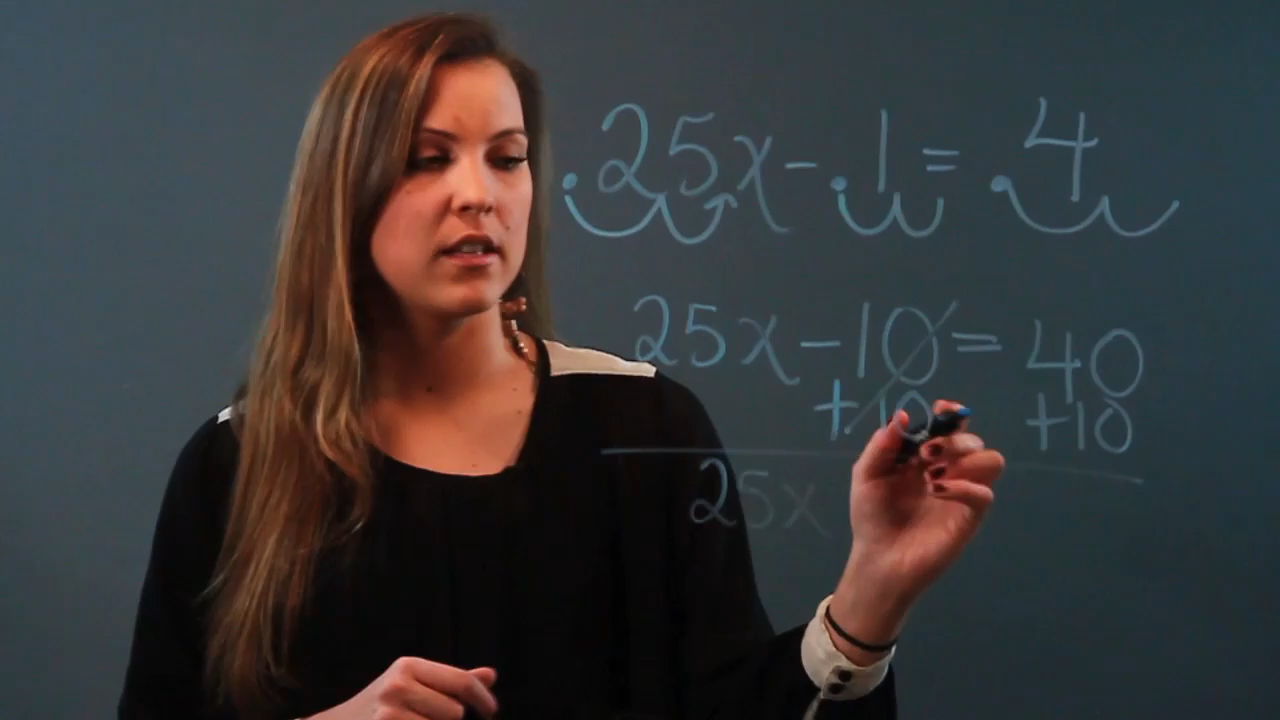 .25x - .1 = .4
25x - 10 = 40
+ 10 +10
25x